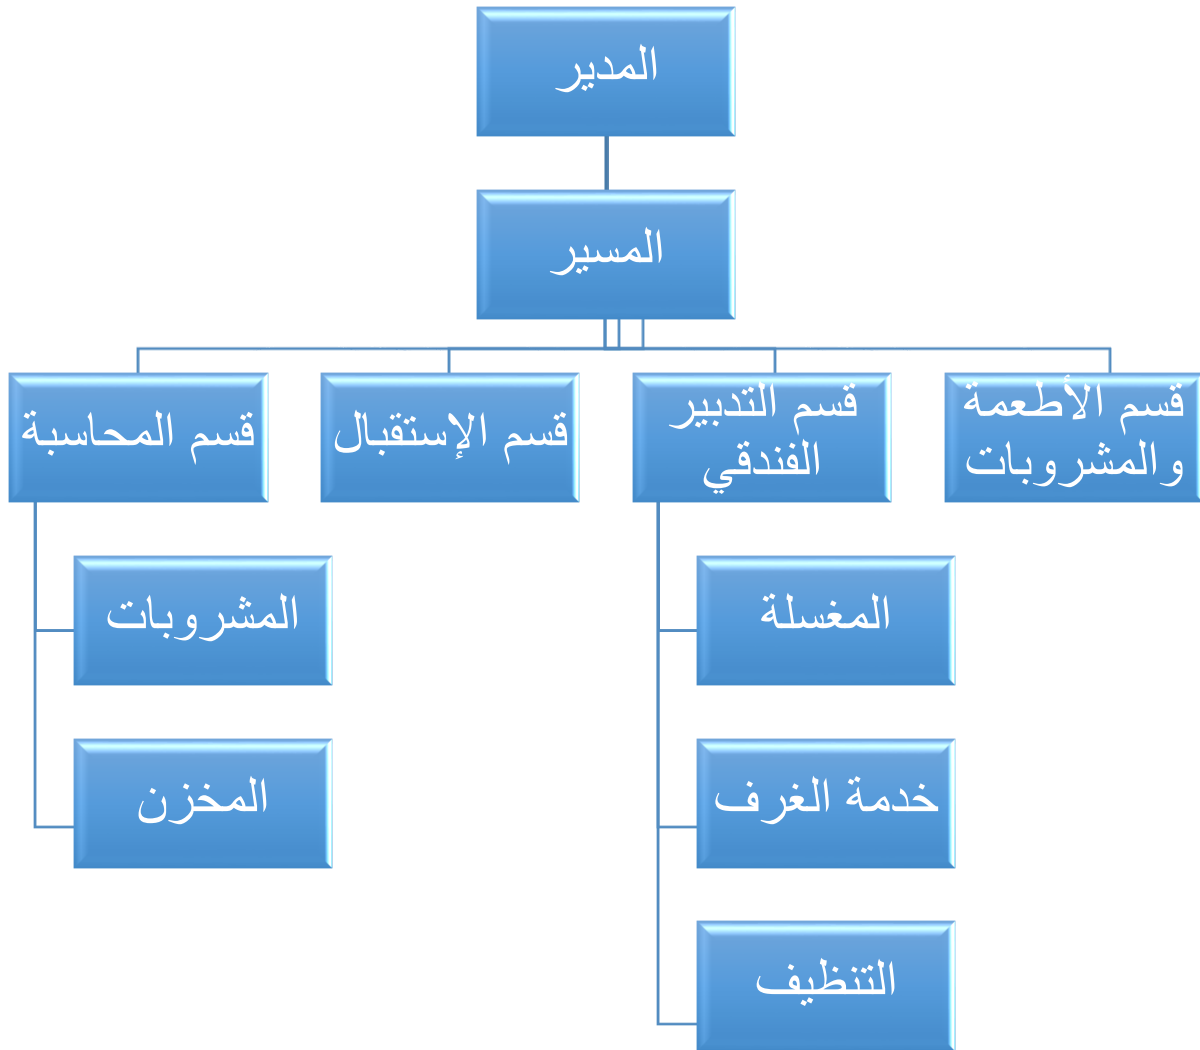 المدير
المسير
قسم الأطعمة
والمشروبات
قسم التدبير
الفندقي
قسم الإستقبال
قسم المحاسبة
المغسلة
خدمة الغرف
التنظيف
المشروبات
المخزن